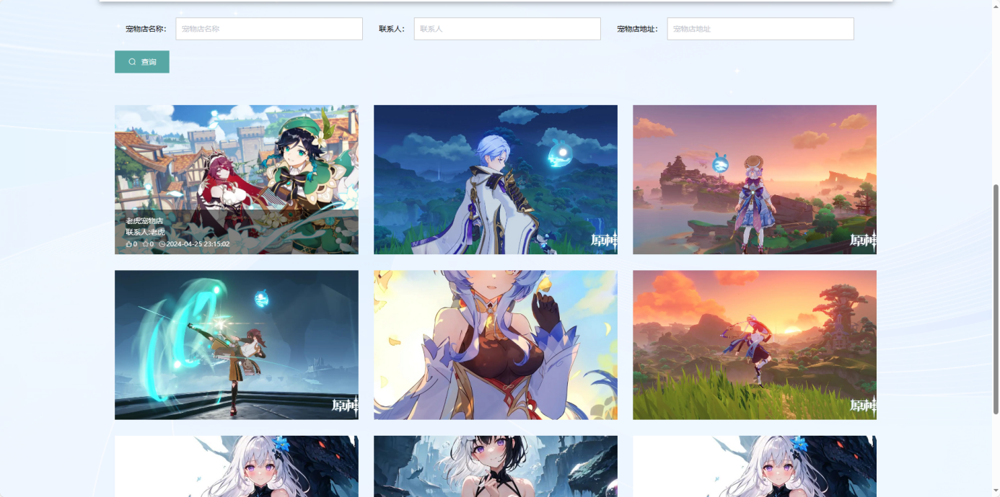 宠物店名称： 宠物店名称 联系人： 联系人 宠物店地址： 宠物店地址
查询
老虎宠物店
联系人:老虎
0 0 2024-04-25 23:15:02
原神
原神
原神
原神